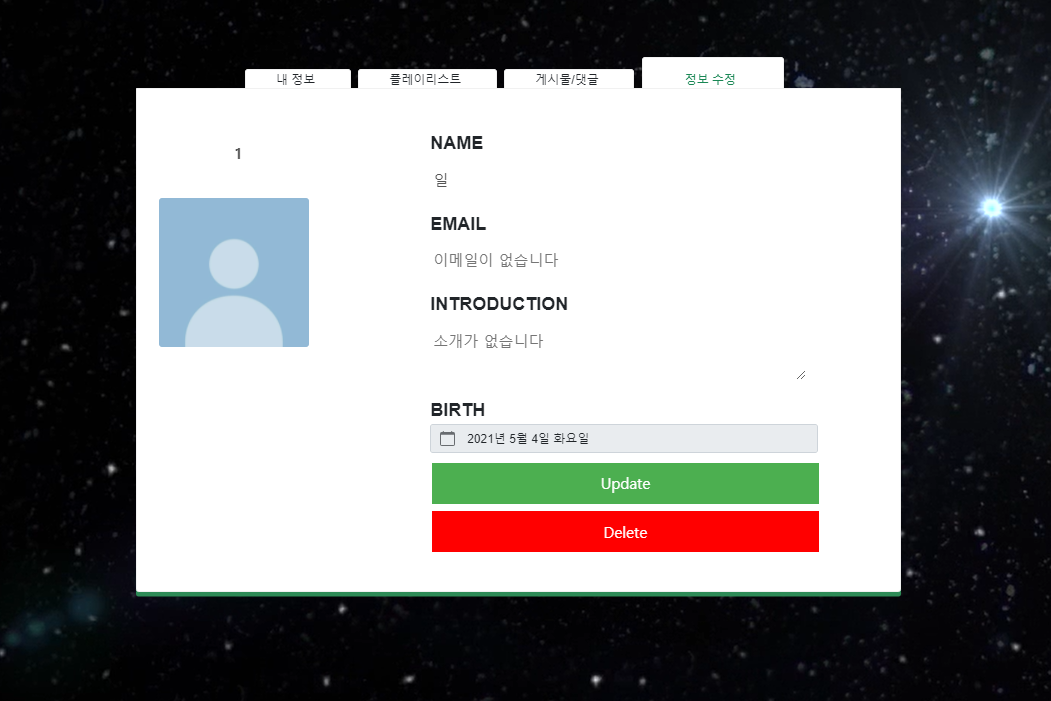 내 정보
플레이리스트
게시물/댓글
정보 수정
1
NAME
일
EMAIL
이메일이 없습니다
INTRODUCTION
소개가 없습니다
BIRTH
2021년 5월 4일 화요일
Update
Delete